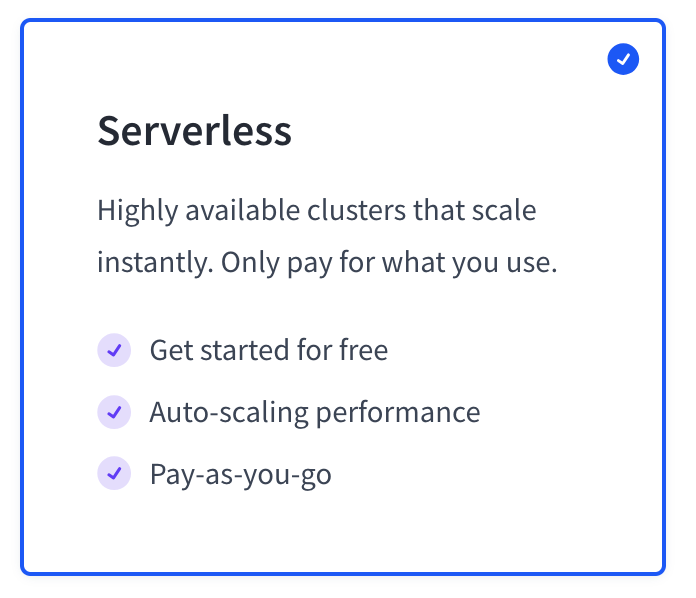 Serverless
Highly available clusters that scale
instantly. Only pay for what you use.
Get started for free
Auto-scaling performance
Pay-as-you-go